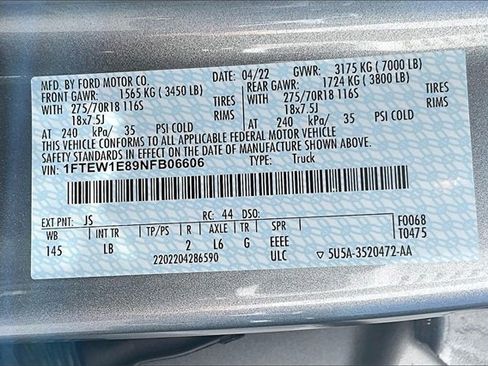 MFD. BY FORD MOTOR CO.
DATE: 04/22 GVWR: 3175 KG (7000 LB)
FRONT GAWR: 1565 KG (3450 LB) REAR GAWR: 1724 KG (3800 LB)
WITH 275/70R18 116S TIRES WITH 275/70R18 116S TIRES
18x7.5J RIMS 18x7.5J RIMS
AT 240 kPa/ 35 PSI COLD AT 240 kPa/ 35 PSI COLD
THIS VEHICLE CONFORMS TO ALL APPLICABLE FEDERAL MOTOR VEHICLE
SAFETY STANDARDS IN EFFECT ON THE DATE OF MANUFACTURE SHOWN ABOVE.
VIN: 1FTEW1E89NFB06606 TYPE: Truck
EXT PNT: JS RC: 44 DSO: F0068
WB INT TR TP/PS R AXLE TR SPR T0475
145 LB 2 L6 G EEEE
2202204286590 ULC 5U5A-3520472-AA